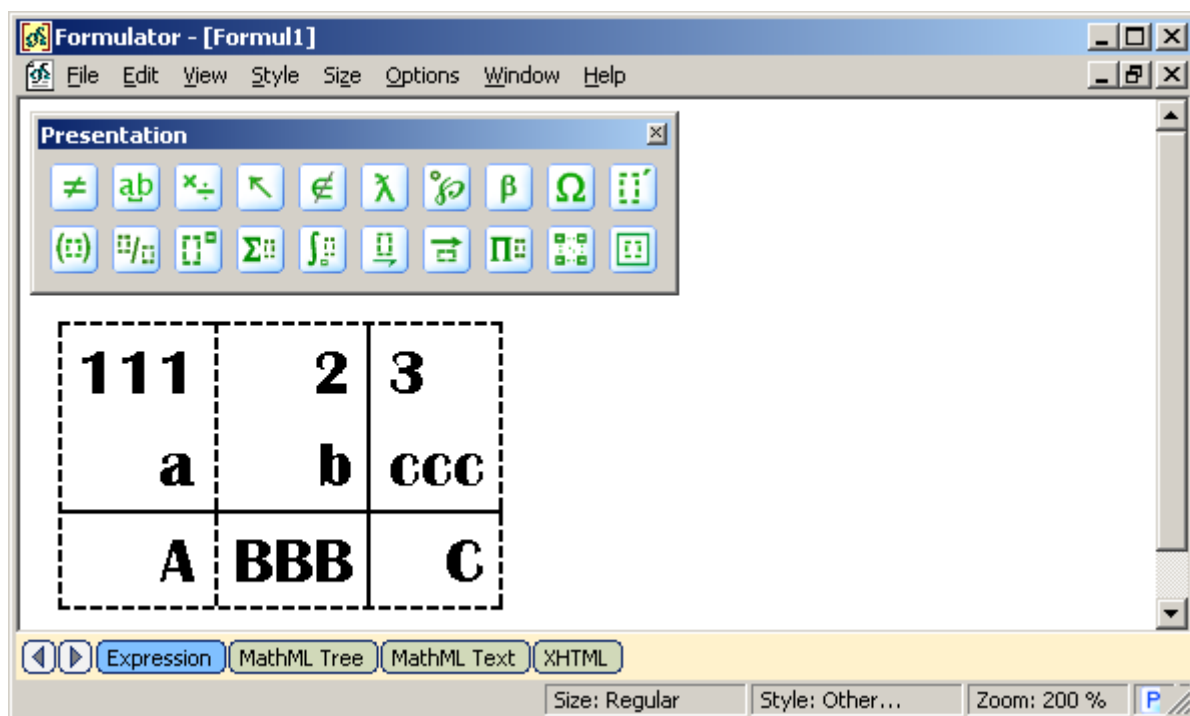 Formulator - [Formul1]
File Edit View Style Size Options Window Help
Presentation
≠ ab ×÷ ↖ ∉ ƛ °℘ β Ω
111 2 3
a b ccc
A BBB C
Expression MathML Tree MathML Text XHTML
Size: Regular Style: Other... Zoom: 200 % P